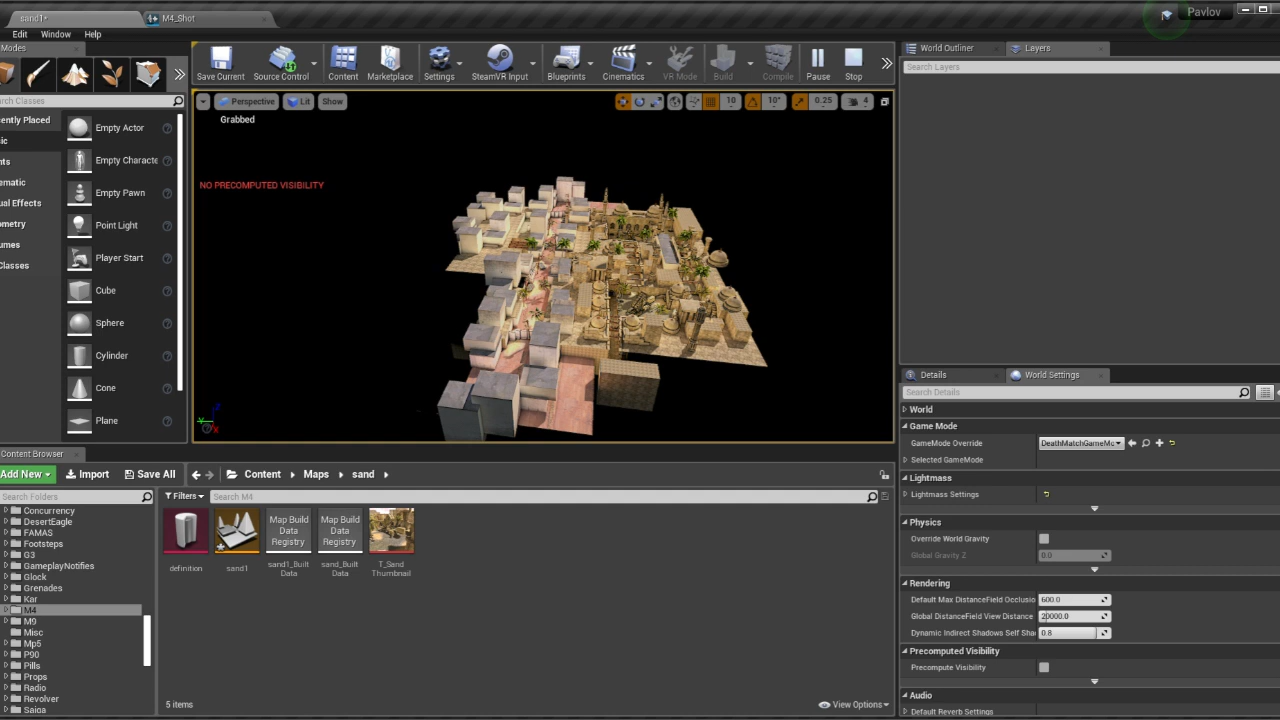 sand1•
M4_Shot
Pavlov
Edit
Window
Help
Modes
Save Current
Source Control
Content
Marketplace
Settings
SteamVR Input
Blueprints
Cinematics
VR Mode
Build
Compile
Pause
Stop
World Outliner
Layers
Search Layers
rch Classes
Perspective
Lit
Show
10
10°
0.25
4
Grabbed
NO PRECOMPUTED VISIBILITY
cently Placed
ic
nts
ematic
ual Effects
ometry
umes
Classes
Empty Actor
Empty Characte
Empty Pawn
Point Light
Player Start
Cube
Sphere
Cylinder
Cone
Plane
Details
World Settings
Search Details
World
Game Mode
GameMode Override
DeathMatchGameMc
Selected GameMode
Lightmass
Lightmass Settings
Physics
Override World Gravity
Global Gravity Z
0.0
Rendering
Default Max DistanceField Occlusio
600.0
Global DistanceField View Distance
20000.0
Dynamic Indirect Shadows Self Sha
0.8
Precomputed Visibility
Precompute Visibility
Audio
Default Reverb Settings
Content Browser
Add New
Import
Save All
Content
Maps
sand
Search Folders
Filters
Search M4
Concurrency
DesertEagle
FAMAS
Footsteps
G3
GameplayNotifies
Glock
Grenades
Kar
M4
M9
Misc
Mp5
P90
Pills
Props
Radio
Revolver
Saiga
Map Build
Data
Registry
Map Build
Data
Registry
definition
sand1
sand1_Built
Data
sand_Built
Data
T_Sand
Thumbnail
5 items
View Options